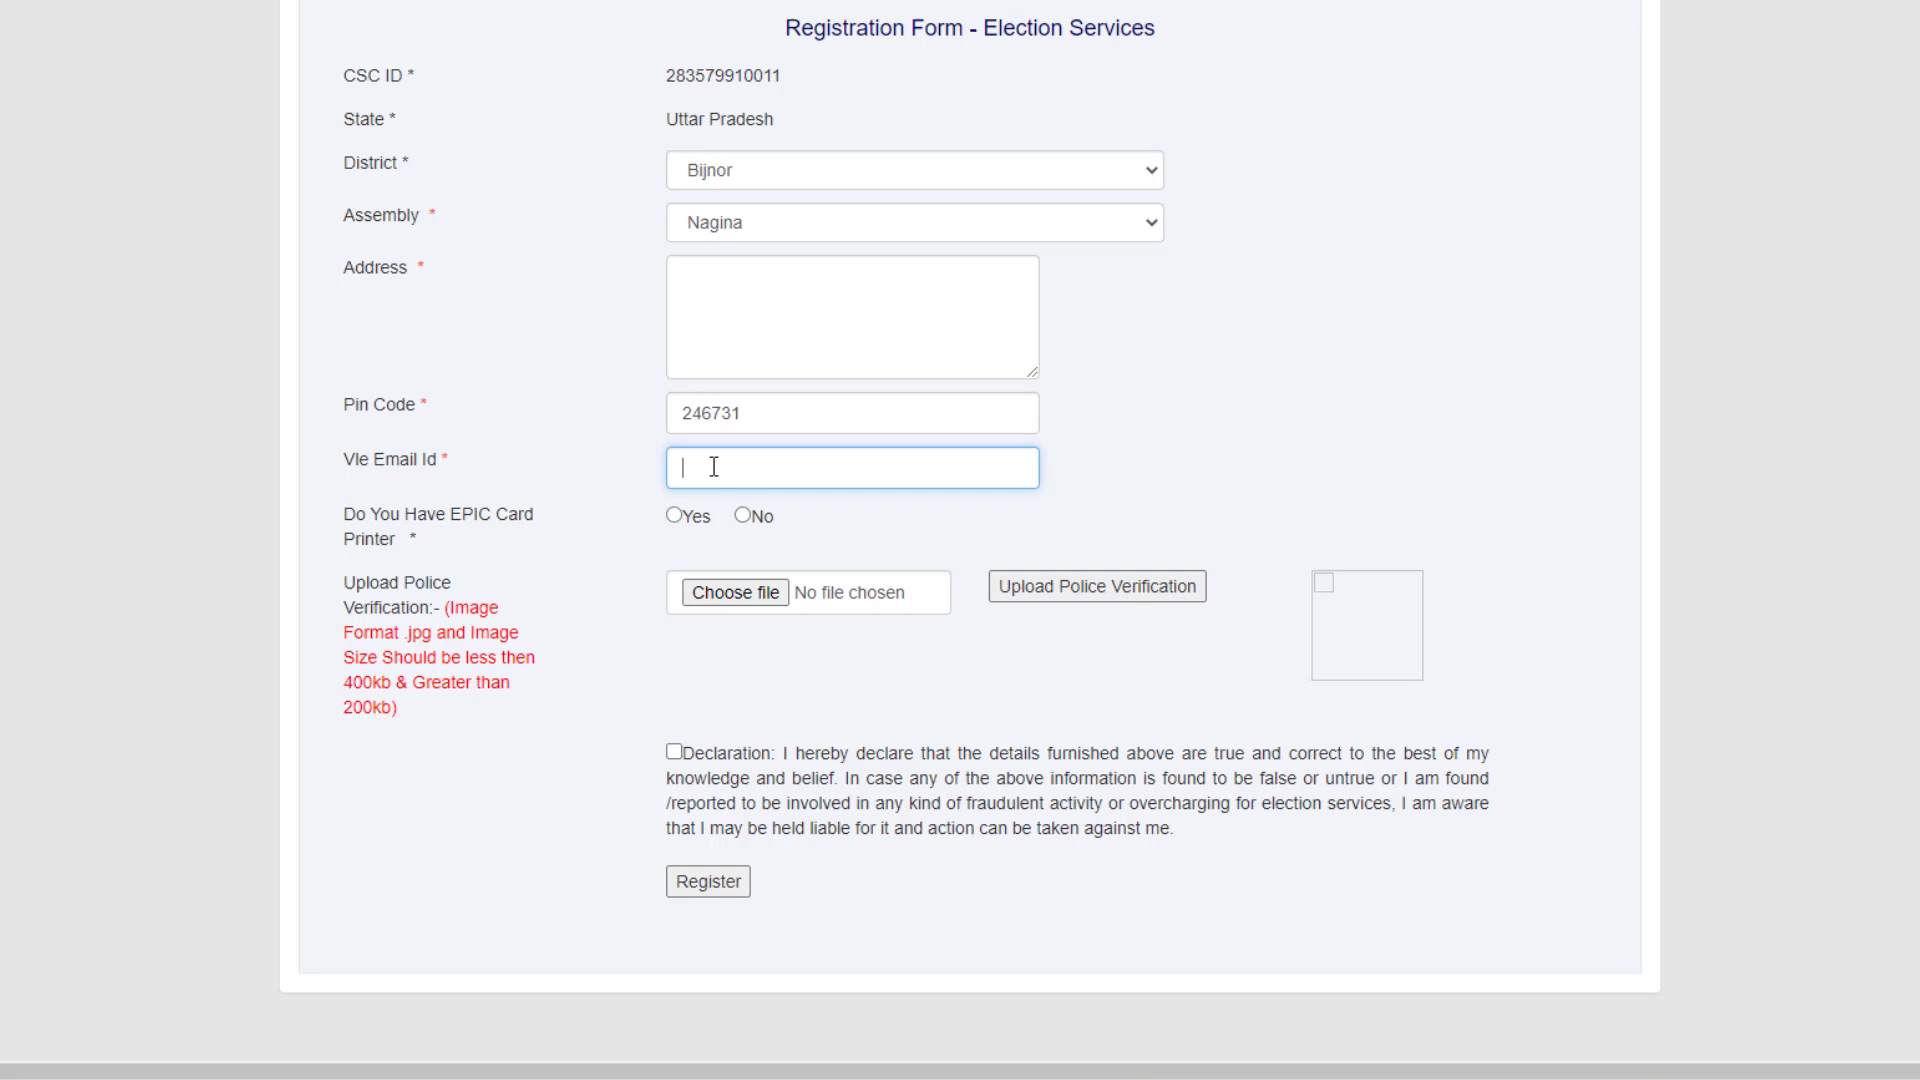 Registration Form - Election Services
CSC ID * 283579910011
State * Uttar Pradesh
District * Bijnor
Assembly * Nagina
Address *
Pin Code * 246731
Vle Email Id *
Do You Have EPIC Card
Printer *
Yes No
Upload Police
Verification:- (Image
Format .jpg and Image
Size Should be less then
400kb & Greater than
200kb)
Choose file No file chosen
Upload Police Verification
Declaration: I hereby declare that the details furnished above are true and correct to the best of my
knowledge and belief. In case any of the above information is found to be false or untrue or I am found
/reported to be involved in any kind of fraudulent activity or overcharging for election services, I am aware
that I may be held liable for it and action can be taken against me.
Register